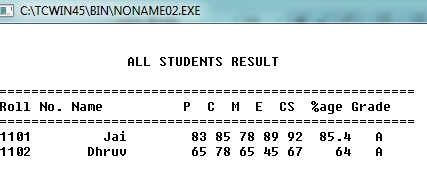 C:\TCWIN45\BIN\NONAME02.EXE
ALL STUDENTS RESULT
====================================================
Roll No. Name P C M E CS %age Grade
====================================================
1101 Jai 83 85 78 89 92 85.4 A
1102 Dhruv 65 78 65 45 67 64 A